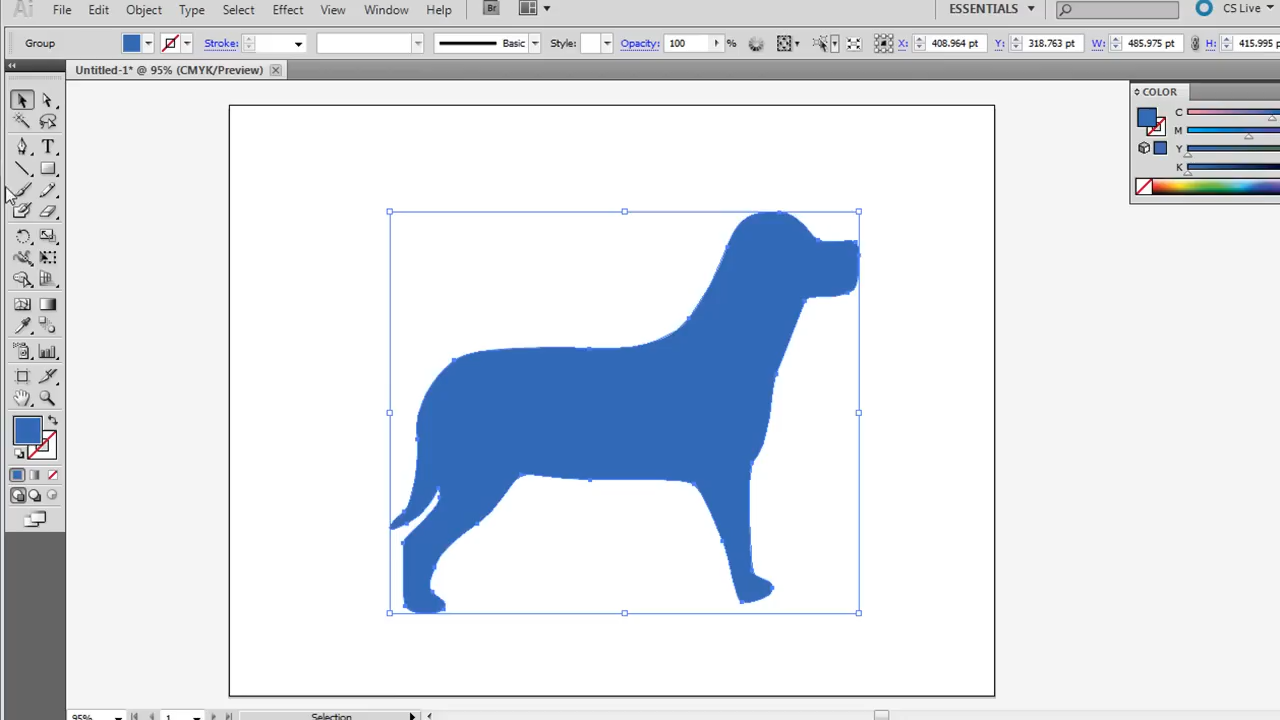 Ai File Edit Object Type Select Effect View Window Help Br ESSENTIALS CS Live
Group Stroke: Basic Style: Opacity: 100 % X: 408.964 pt Y: 318.763 pt W: 485.975 pt H: 415.995 pt
Untitled-1* @ 95% (CMYK/Preview)
COLOR
C
M
Y
K
T
95% 1 Selection